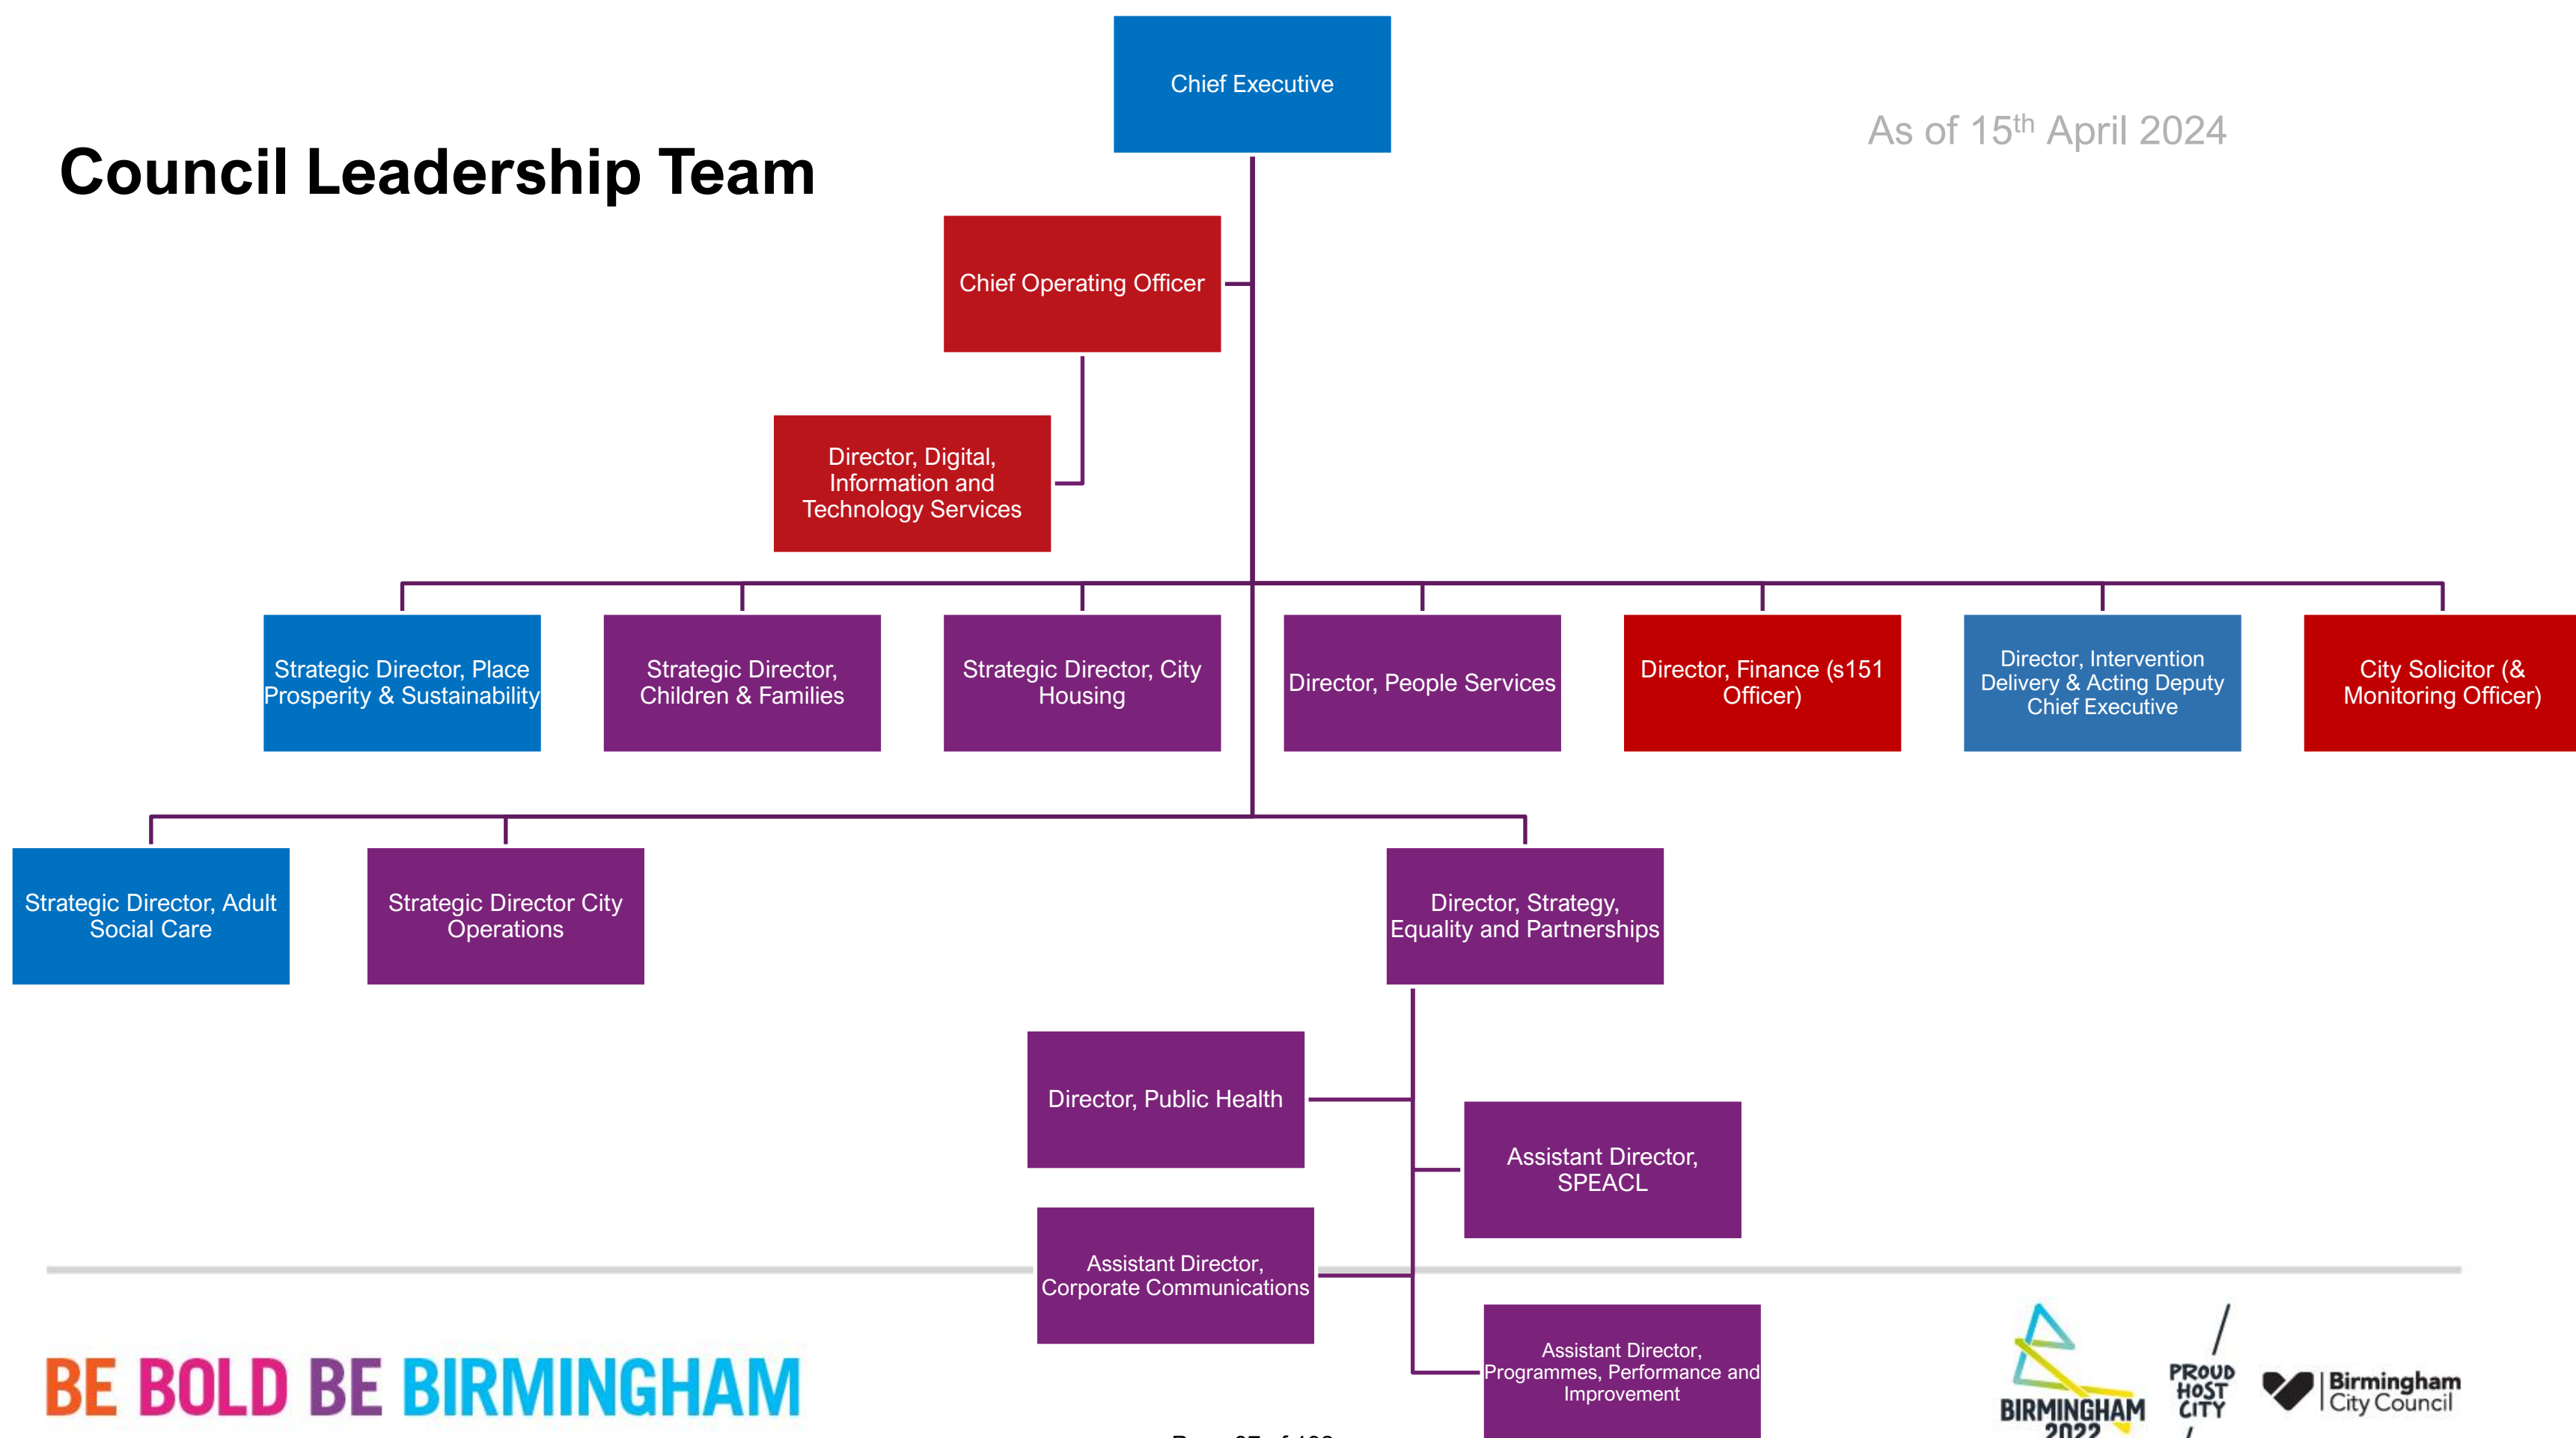 Chief Executive
As of 15th April 2024
Council Leadership Team
Chief Operating Officer
Director, Digital,
Information and
Technology Services
Strategic Director, Place
Prosperity & Sustainability
Strategic Director,
Children & Families
Strategic Director, City
Housing
Director, People Services
Director, Finance (s151
Officer)
Director, Intervention
Delivery & Acting Deputy
Chief Executive
City Solicitor (&
Monitoring Officer)
Strategic Director, Adult
Social Care
Strategic Director City
Operations
Director, Strategy,
Equality and Partnerships
Director, Public Health
Assistant Director,
SPEACL
Assistant Director,
Corporate Communications
Assistant Director,
Programmes, Performance and
Improvement
BE BOLD BE BIRMINGHAM
BIRMINGHAM
2022
PROUD
HOST
CITY
Birmingham
City Council